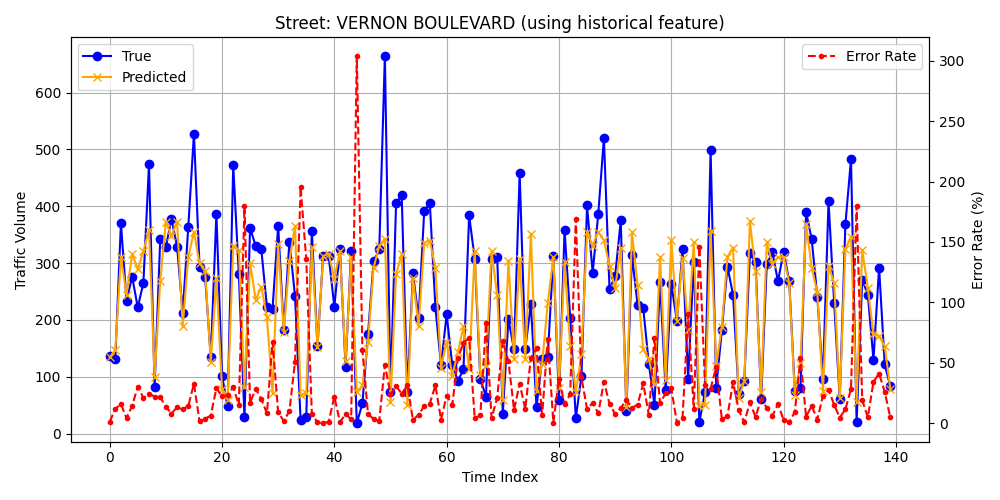 Street: VERNON BOULEVARD (using historical feature)
True
Predicted
Error Rate
Traffic Volume
600
500
400
300
200
100
0
300
250
200
150
100
50
0
Error Rate (%)
0 20 40 60 80 100 120 140
Time Index